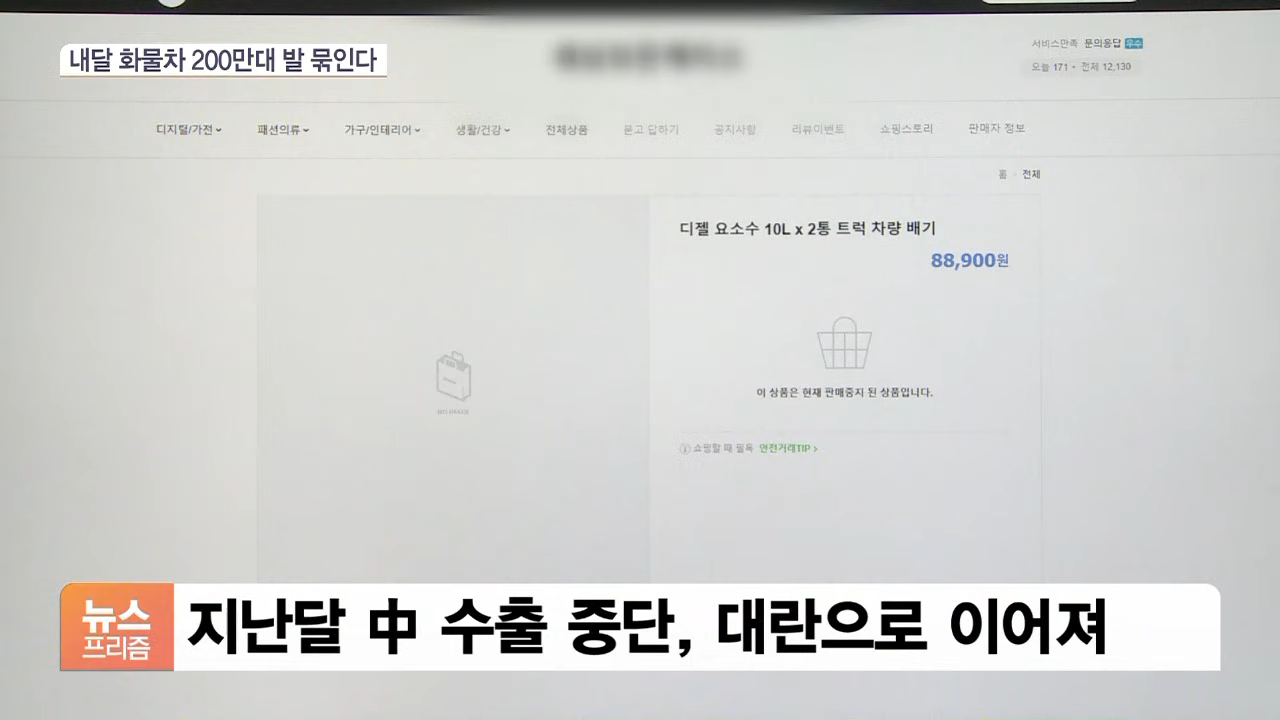 내달 화물차 200만대 발 묶인다
서비스만족 문의응답 우수
오늘 171 · 전체 12,130
디지털/가전 패션의류 가구/인테리어 생활/건강 전체상품 묻고 답하기 공지사항 리뷰이벤트 쇼핑스토리 판매자 정보
홈 전체
디젤 요소수 10L x 2통 트럭 차량 배기
88,900원
NO IMAGE
이 상품은 현재 판매중지 된 상품입니다.
쇼핑할 때 필독 안전거래TIP >
뉴스
프리즘
지난달 中 수출 중단, 대란으로 이어져